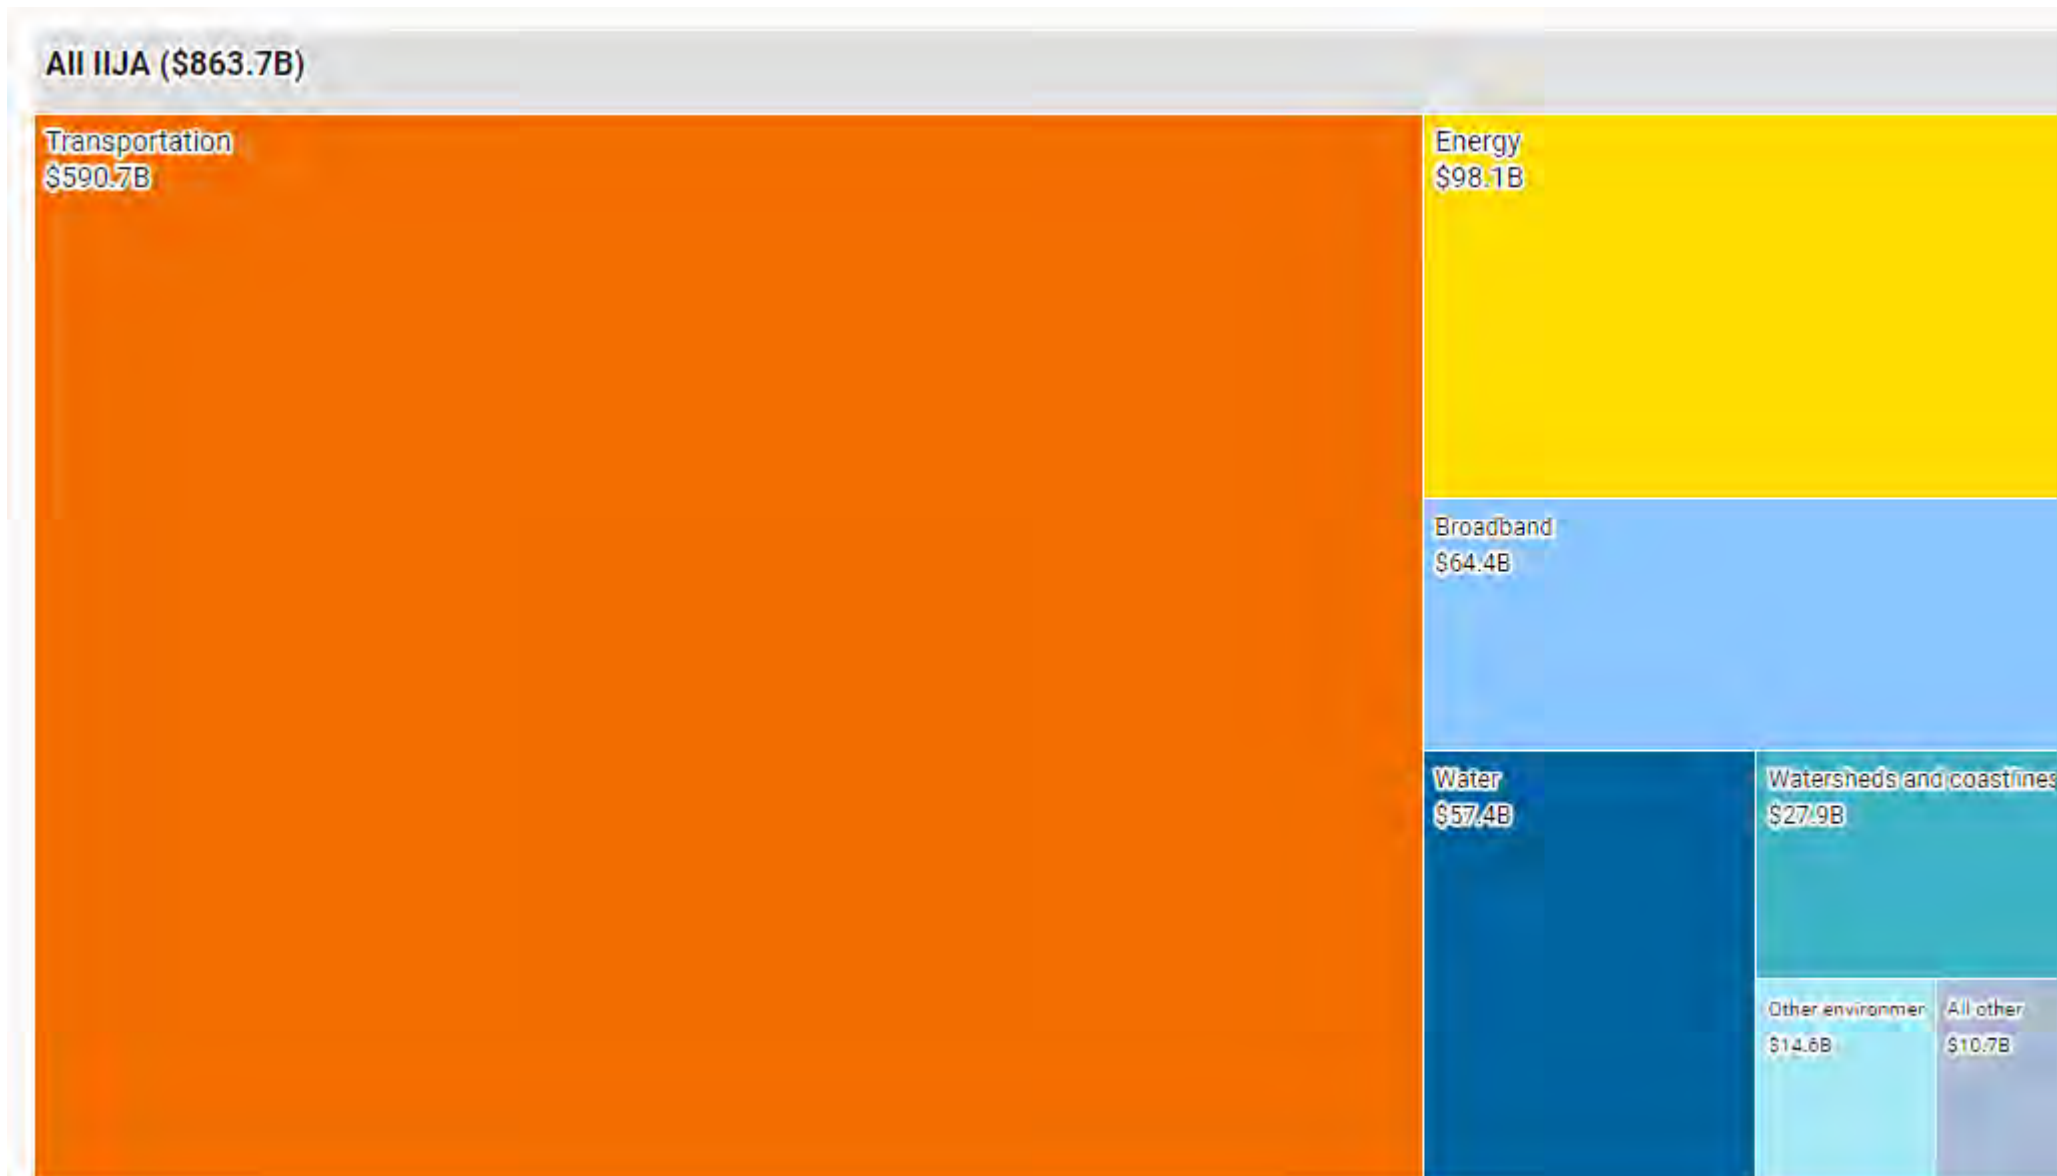 All IIJA ($863.7B)
Transportation
$590.7B
Energy
$98.1B
Broadband
$64.4B
Water
$57.4B
Watersheds and coastlines
$27.9B
Other environmer
$14.6B
All other
$10.7B